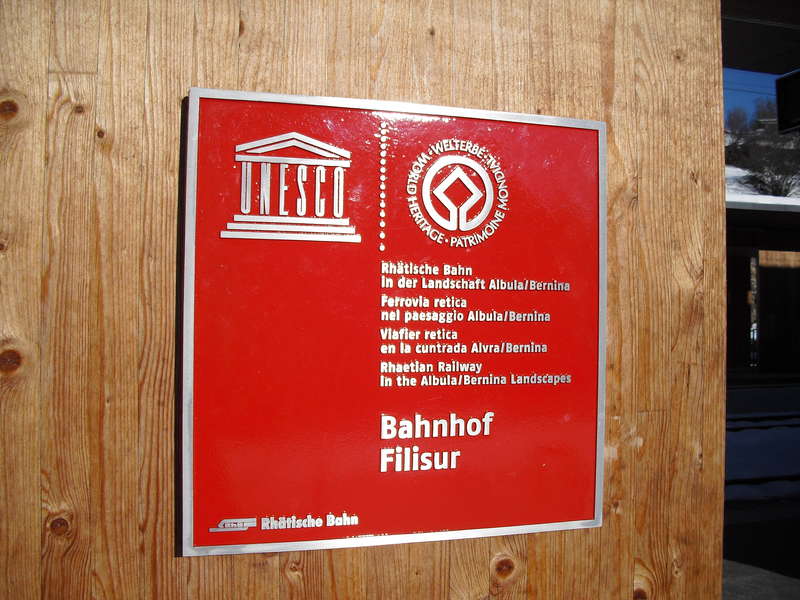 UNESCO
WORLD HERITAGE · WELTERBE · PATRIMOINE MONDIAL ·
Rhätische Bahn
in der Landschaft Albula/Bernina
Ferrovia retica
nel paesaggio Albula/Bernina
Viafier retica
en la cuntrada Alvra/Bernina
Rhaetian Railway
in the Albula/Bernina Landscapes
Bahnhof
Filisur
Rhätische Bahn